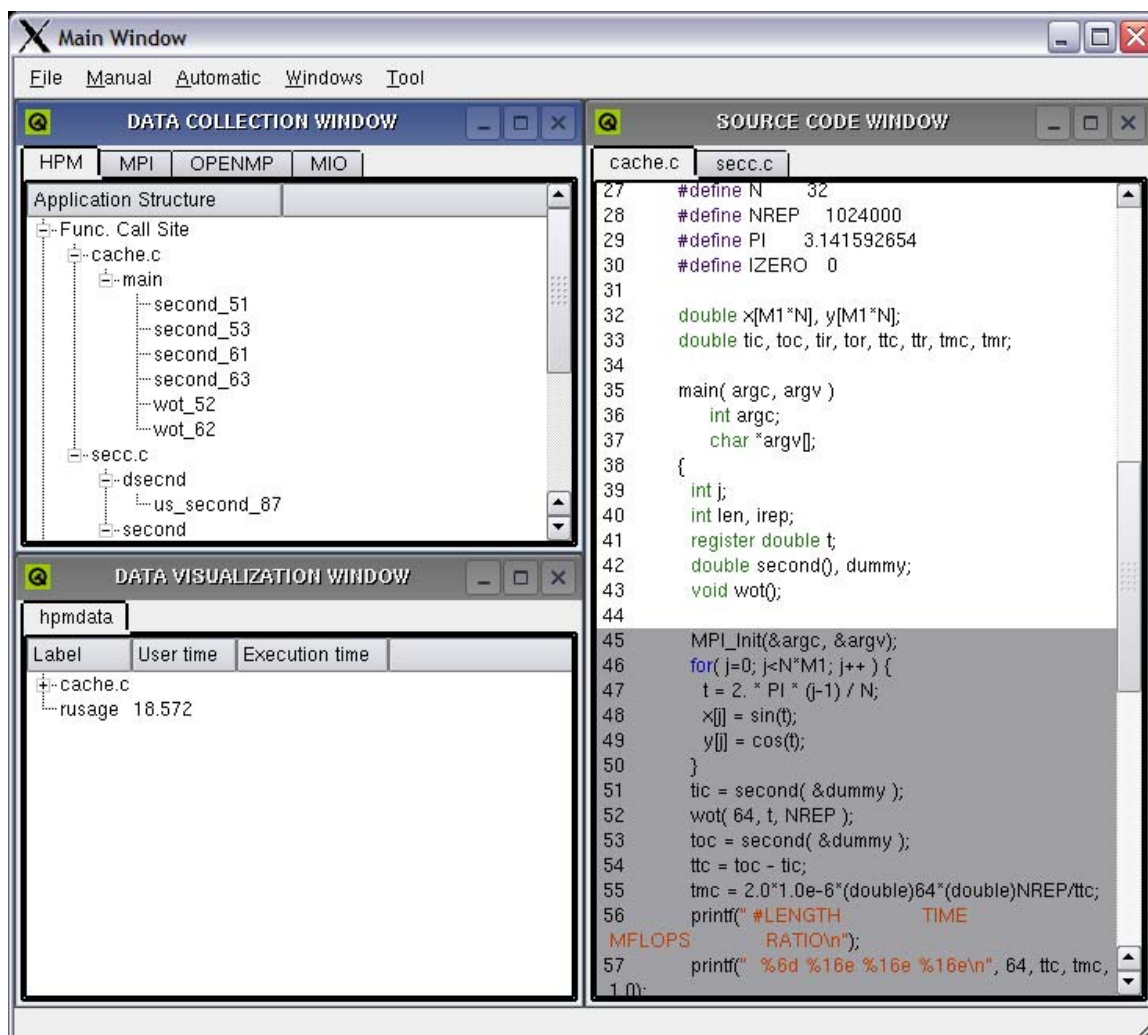 Main Window
File Manual Automatic Windows Tool
DATA COLLECTION WINDOW
HPM MPI OPENMP MIO
Application Structure
Func. Call Site
cache.c
main
second_51
second_53
second_61
second_63
wot_52
wot_62
secc.c
dsecnd
us_second_87
second
DATA VISUALIZATION WINDOW
hpmdata
Label User time Execution time
cache.c
rusage 18.572
SOURCE CODE WINDOW
cache.c secc.c
27 #define N 32
28 #define NREP 1024000
29 #define PI 3.141592654
30 #define IZERO 0
31
32 double x[M1*N], y[M1*N];
33 double tic, toc, tir, tor, ttc, ttr, tmc, tmr;
34
35 main( argc, argv )
36 int argc;
37 char *argv[];
38 {
39 int j;
40 int len, irep;
41 register double t;
42 double second(), dummy;
43 void wot();
44
45 MPI_Init(&argc, &argv);
46 for( j=0; j<N*M1; j++ ) {
47 t = 2. * PI * (j-1) / N;
48 x[j] = sin(t);
49 y[j] = cos(t);
50 }
51 tic = second( &dummy );
52 wot( 64, t, NREP );
53 toc = second( &dummy );
54 ttc = toc - tic;
55 tmc = 2.0*1.0e-6*(double)64*(double)NREP/ttc;
56 printf(" #LENGTH TIME
MFLOPS RATIO\n");
57 printf(" %6d %16e %16e %16e\n", 64, ttc, tmc,
1.0);